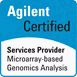 Agilent
Certified
Services Provider
Microarray-based
Genomics Analysis